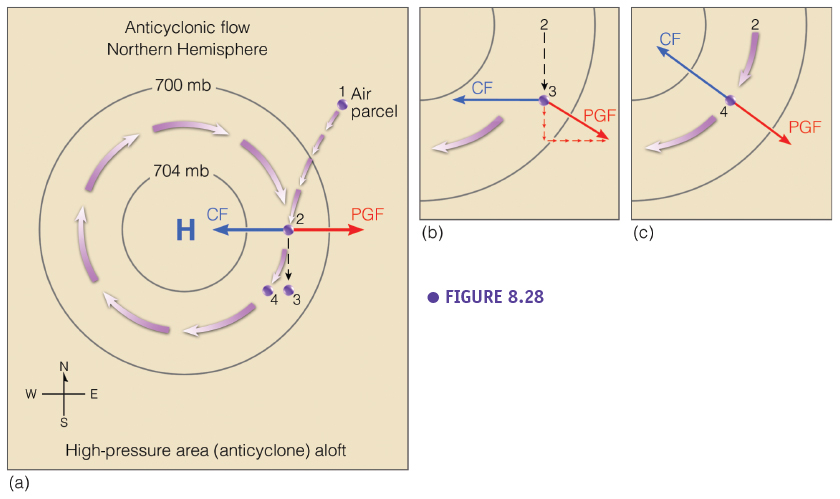 Anticyclonic flow
Northern Hemisphere
700 mb
1 Air
parcel
704 mb
H
CF
2
PGF
4
3
N
W
E
S
High-pressure area (anticyclone) aloft
(a)
2
CF
3
PGF
(b)
2
CF
4
PGF
(c)
● FIGURE 8.28